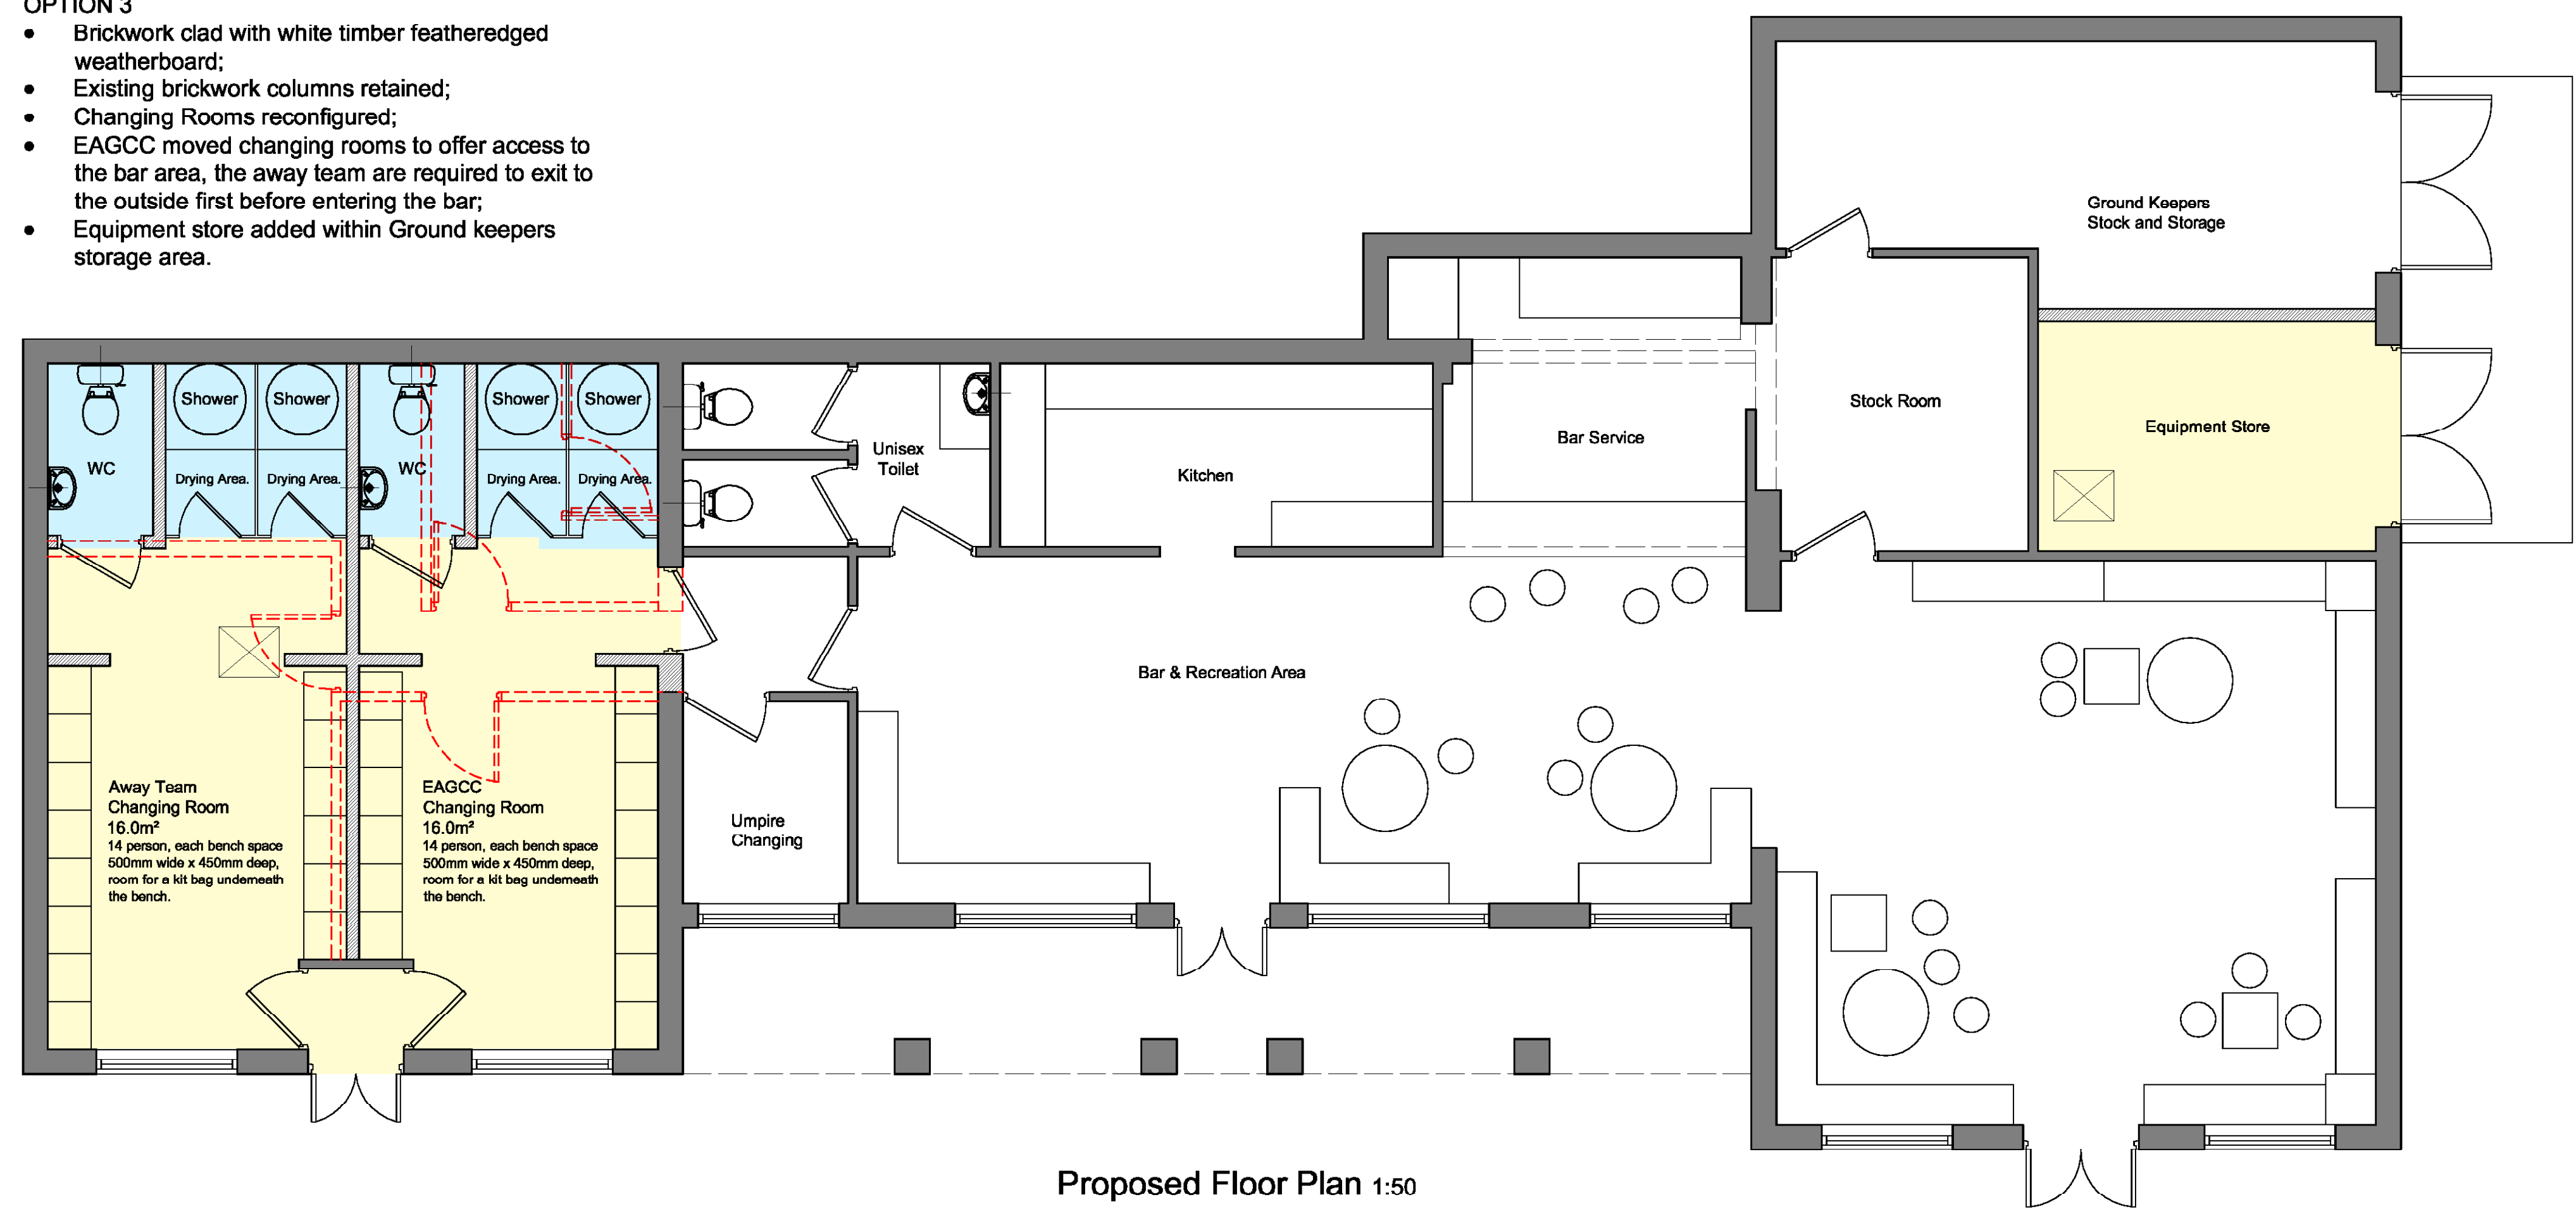 OPTION 3
• Brickwork clad with white timber featheredged
weatherboard;
• Existing brickwork columns retained;
• Changing Rooms reconfigured;
• EAGCC moved changing rooms to offer access to
the bar area, the away team are required to exit to
the outside first before entering the bar;
• Equipment store added within Ground keepers
storage area.
Ground Keepers
Stock and Storage
Shower
Shower
Shower
Shower
WC
Drying Area.
Drying Area.
WC
Drying Area.
Drying Area.
Unisex
Toilet
Kitchen
Bar Service
Stock Room
Equipment Store
Bar & Recreation Area
Away Team
Changing Room
16.0m²
14 person, each bench space
500mm wide x 450mm deep,
room for a kit bag underneath
the bench.
EAGCC
Changing Room
16.0m²
14 person, each bench space
500mm wide x 450mm deep,
room for a kit bag underneath
the bench.
Umpire
Changing
Proposed Floor Plan 1:50